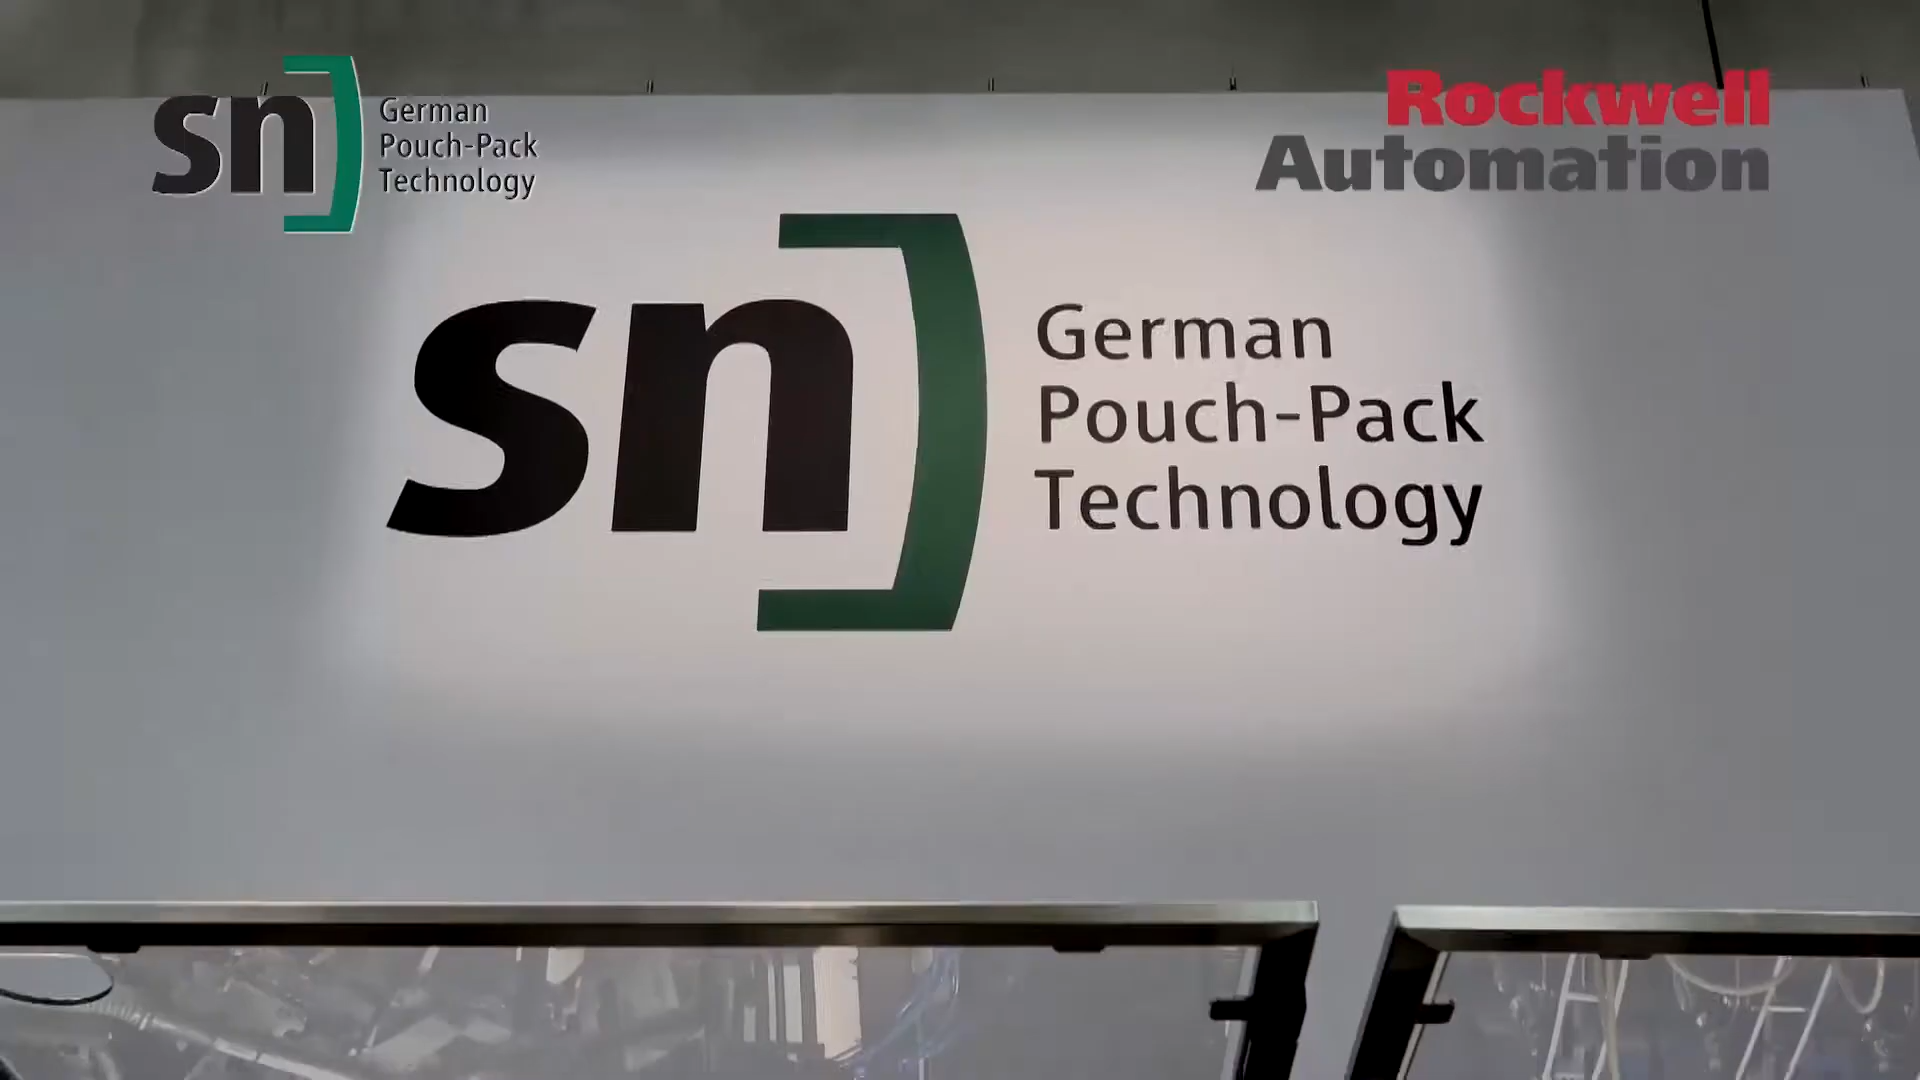 sn
German
Pouch-Pack
Technology
Rockwell
Automation
sn
German
Pouch-Pack
Technology